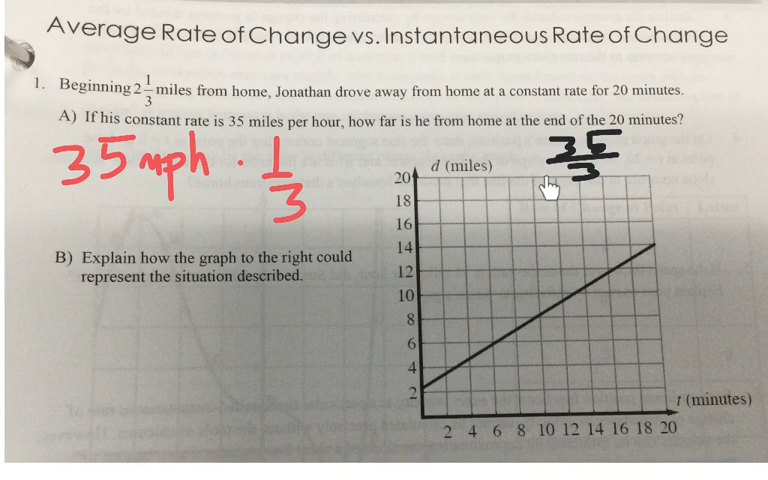 Average Rate of Change vs. Instantaneous Rate of Change
1. Beginning 2 1/3 miles from home, Jonathan drove away from home at a constant rate for 20 minutes.
A) If his constant rate is 35 miles per hour, how far is he from home at the end of the 20 minutes?
35 mph · 1/3
35/3
d (miles)
20
18
16
14
12
10
8
6
4
2
B) Explain how the graph to the right could
represent the situation described.
t (minutes)
2 4 6 8 10 12 14 16 18 20